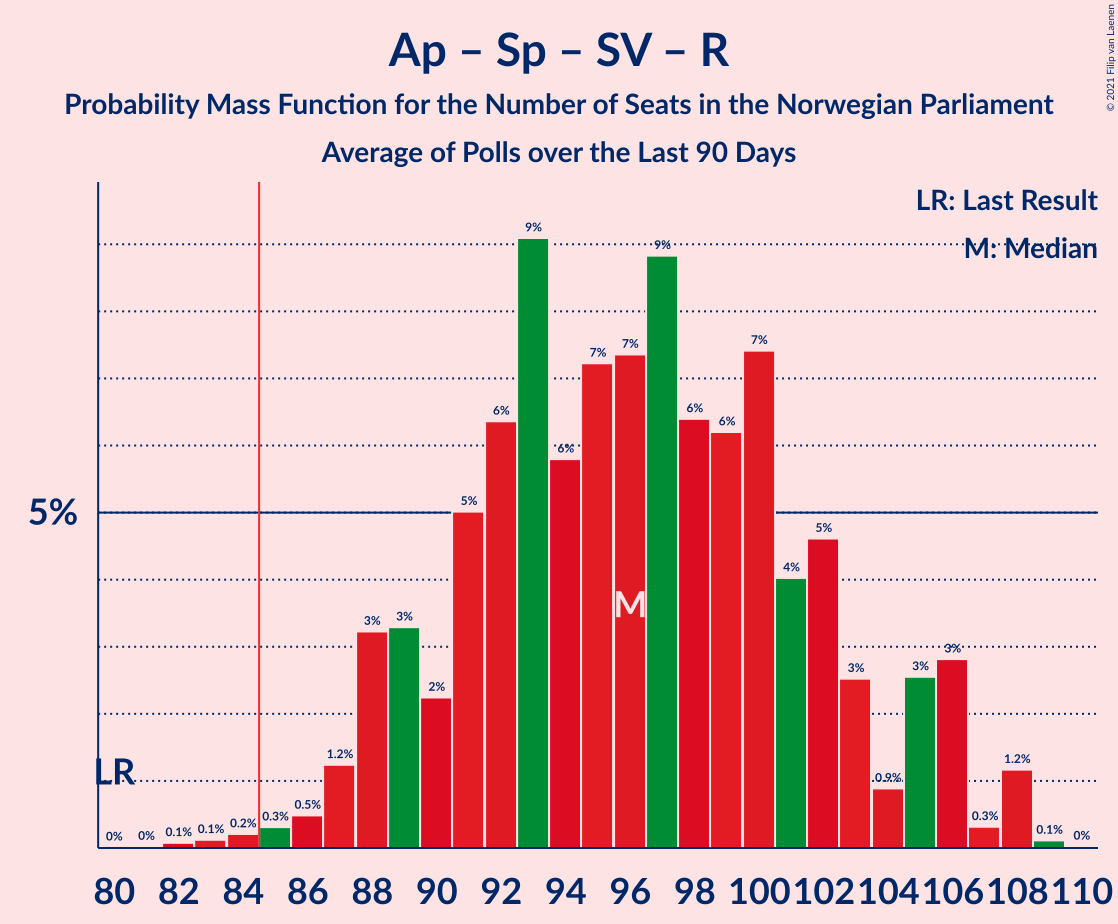 Ap – Sp – SV – R
Probability Mass Function for the Number of Seats in the Norwegian Parliament
Average of Polls over the Last 90 Days
© 2021 Filip van Laenen
LR: Last Result
M: Median
5%
LR
M
0% 0% 0.1% 0.1% 0.2% 0.3% 0.5% 1.2% 3% 3% 2% 5% 6% 9% 6% 7% 7% 9% 6% 6% 7% 4% 5% 3% 0.9% 3% 3% 0.3% 1.2% 0.1% 0%
80 82 84 86 88 90 92 94 96 98 100 102 104 106 108 110